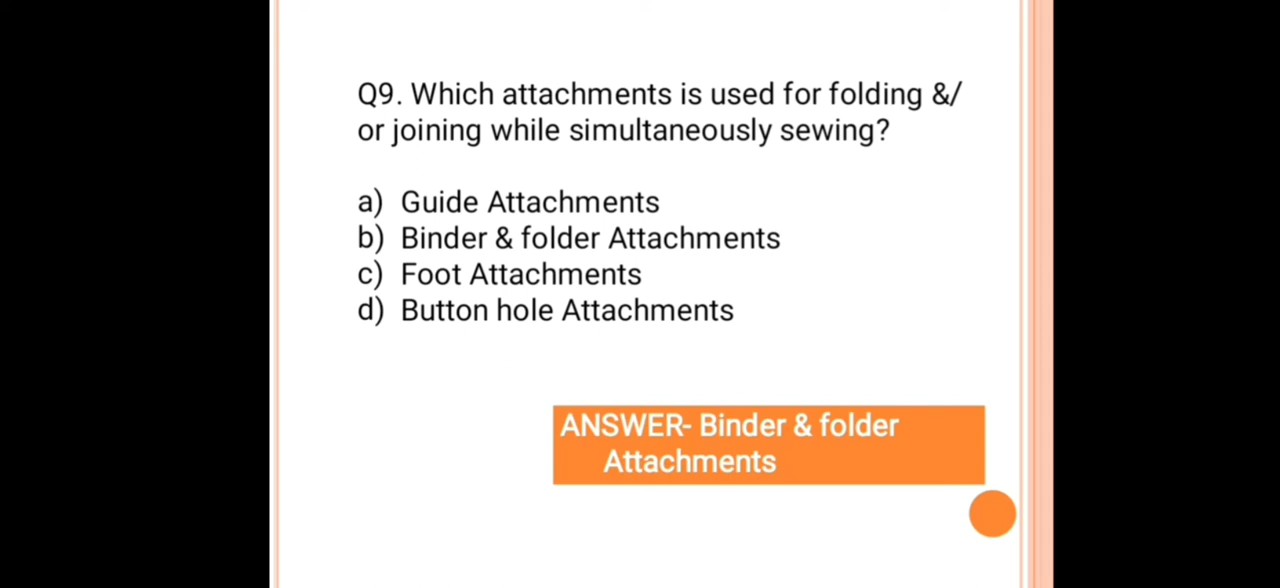 Q9. Which attachments is used for folding &/
or joining while simultaneously sewing?
a) Guide Attachments
b) Binder & folder Attachments
c) Foot Attachments
d) Button hole Attachments
ANSWER- Binder & folder
Attachments